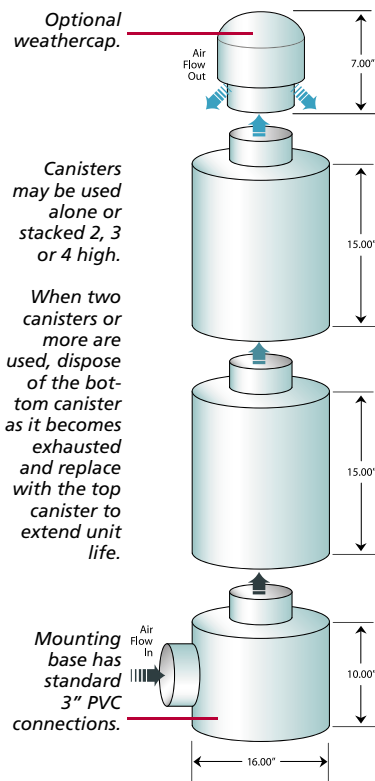 Optional
weathercap.
Air
Flow
Out
7.00"
Canisters
may be used
alone or
stacked 2, 3
or 4 high.
15.00"
When two
canisters or
more are
used, dispose
of the bot-
tom canister
as it becomes
exhausted
and replace
with the top
canister to
extend unit
life.
15.00"
Mounting
base has
standard
3" PVC
connections.
Air
Flow
In
10.00"
16.00"